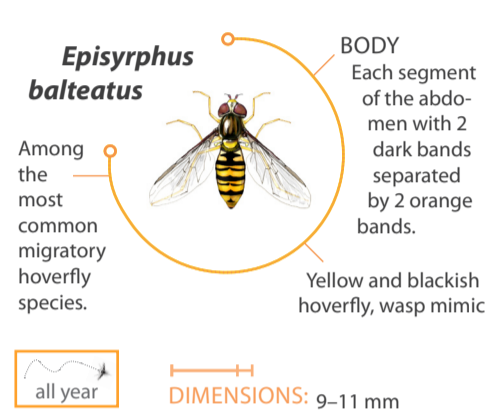 Episyrphus
balteatus
Among
the
most
common
migratory
hoverfly
species.
BODY
Each segment
of the abdo-
men with 2
dark bands
separated
by 2 orange
bands.
Yellow and blackish
hoverfly, wasp mimic
all year
DIMENSIONS: 9–11 mm